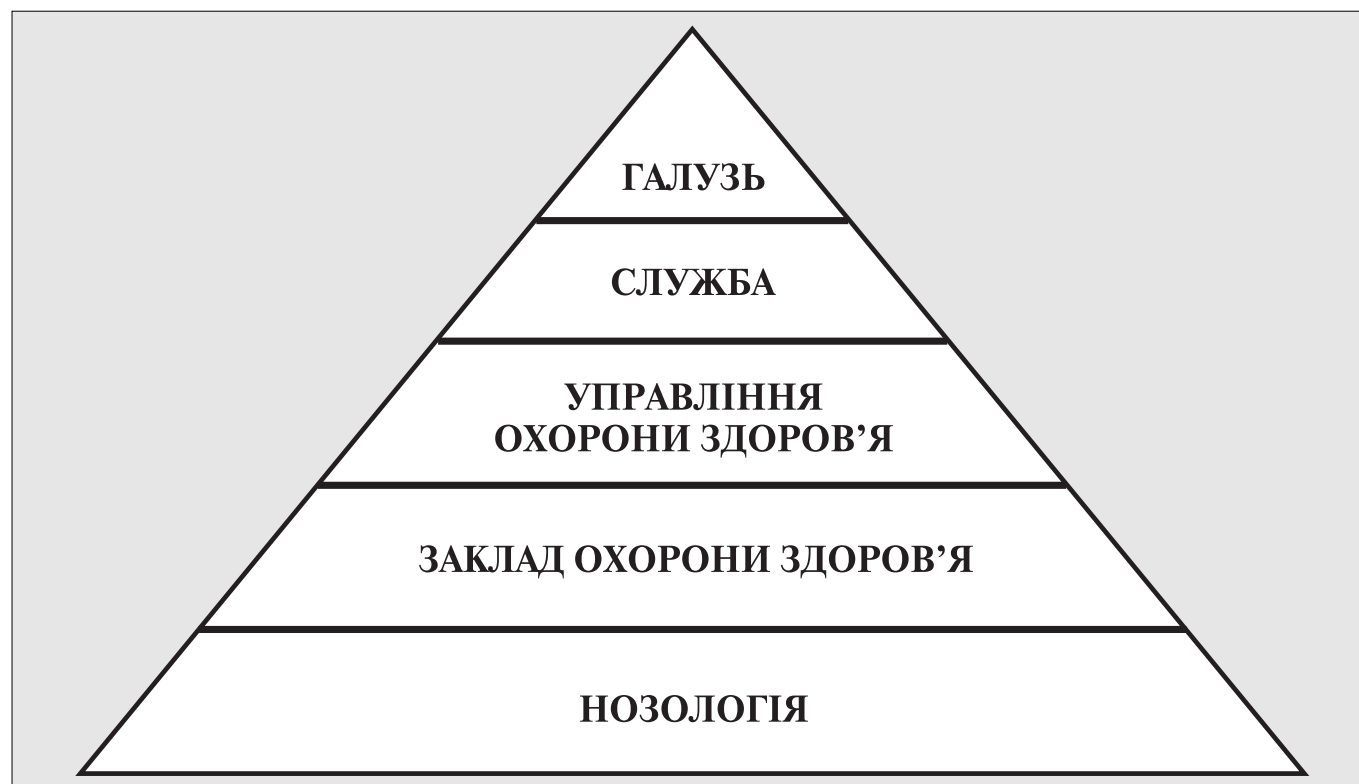 ГАЛУЗЬ
СЛУЖБА
УПРАВЛІННЯ
ОХОРОНИ ЗДОРОВ’Я
ЗАКЛАД ОХОРОНИ ЗДОРОВ’Я
НОЗОЛОГІЯ